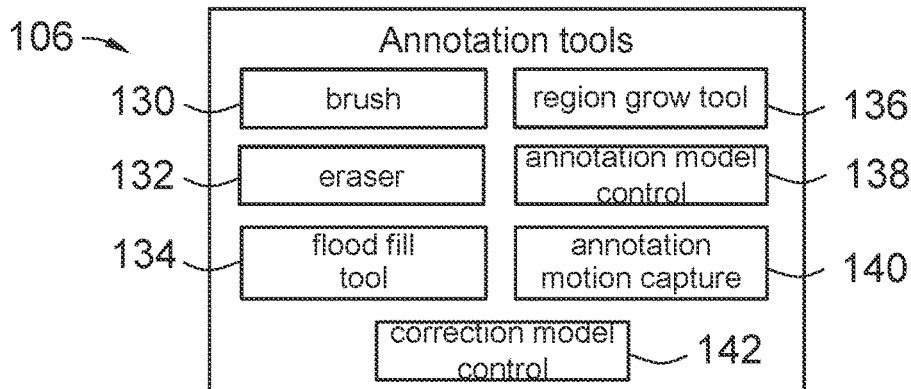 106
Annotation tools
130
brush
region grow tool
136
132
eraser
annotation model
control
138
134
flood fill
tool
annotation
motion capture
140
correction model
control
142